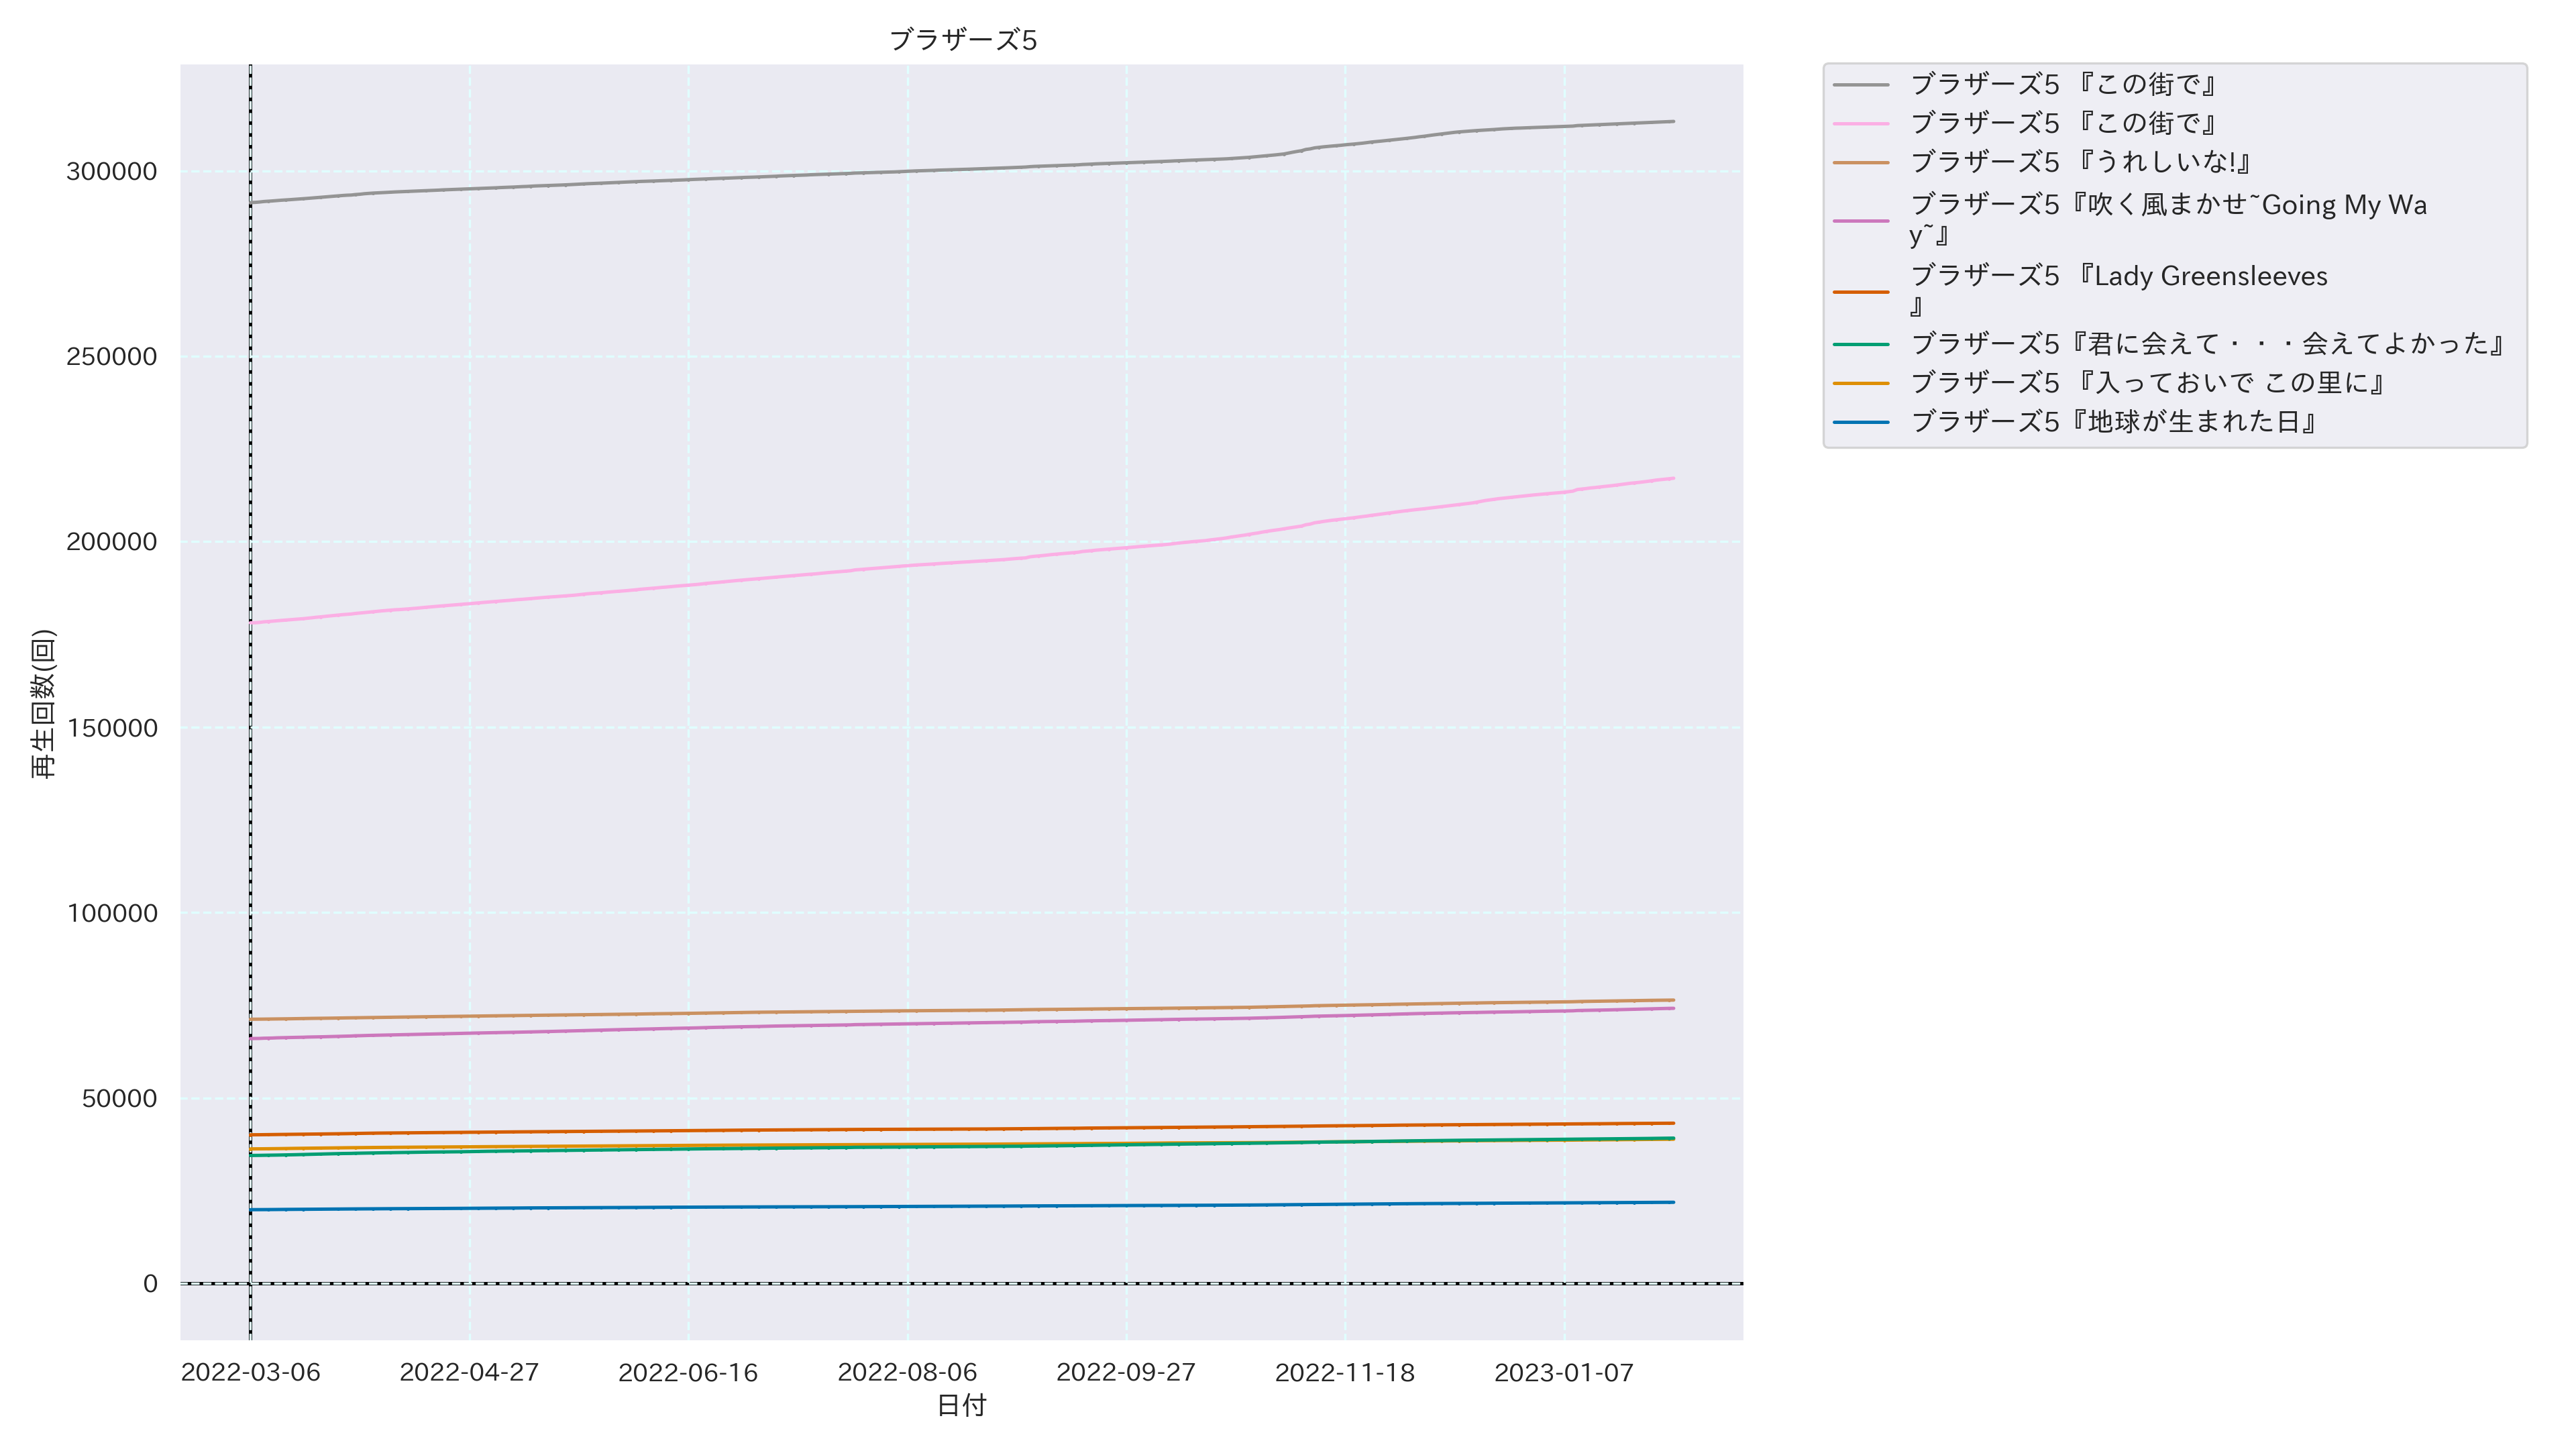 ブラザーズ5
再生回数(回)
300000
250000
200000
150000
100000
50000
0
2022-03-06
2022-04-27
2022-06-16
2022-08-06
2022-09-27
2022-11-18
2023-01-07
日付
ブラザーズ5 『この街で』
ブラザーズ5 『この街で』
ブラザーズ5 『うれしいな!』
ブラザーズ5『吹く風まかせ~Going My Wa
y~』
ブラザーズ5 『Lady Greensleeves
』
ブラザーズ5『君に会えて・・・会えてよかった』
ブラザーズ5 『入っておいで この里に』
ブラザーズ5『地球が生まれた日』